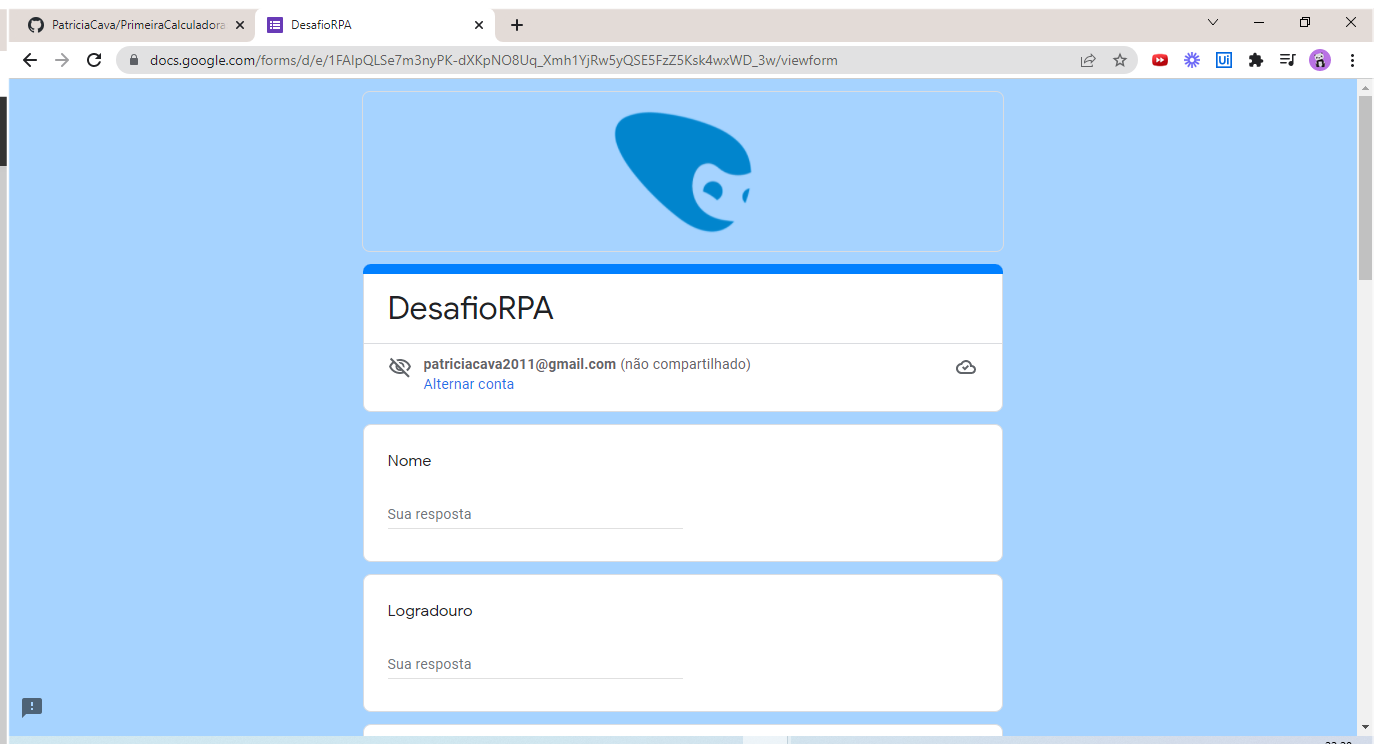 PatriciaCava/PrimeiraCalculadora
DesafioRPA
docs.google.com/forms/d/e/1FAIpQLSe7m3nyPK-dXKpNO8Uq_Xmh1YjRw5yQSE5FzZ5Ksk4wxWD_3w/viewform
Ui
DesafioRPA
patriciacava2011@gmail.com (não compartilhado)
Alternar conta
Nome
Sua resposta
Logradouro
Sua resposta